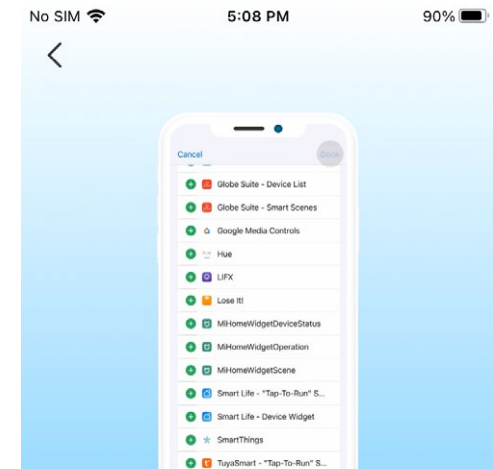 No SIM 5:08 PM 90%
Cancel Done
Globe Suite - Device List
Globe Suite - Smart Scenes
Google Media Controls
Hue
LIFX
Lose It!
MiHomeWidgetDeviceStatus
MiHomeWidgetOperation
MiHomeWidgetScene
Smart Life - "Tap-To-Run" S...
Smart Life - Device Widget
SmartThings
TuyaSmart - "Tap-To-Run" S...